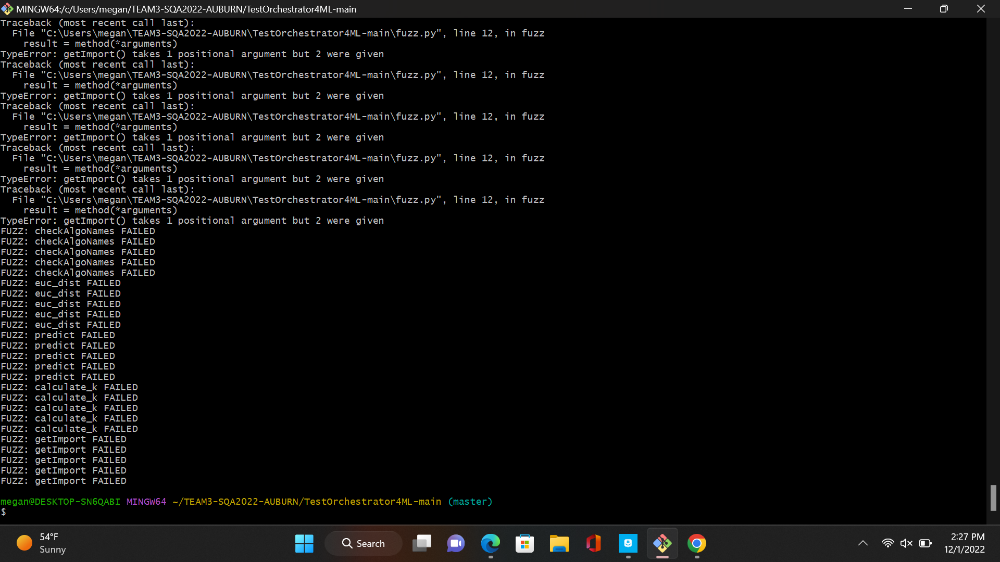 MINGW64:/c/Users/megan/TEAM3-SQA2022-AUBURN/TestOrchestrator4ML-main
Traceback (most recent call last):
  File "C:\Users\megan\TEAM3-SQA2022-AUBURN\TestOrchestrator4ML-main\fuzz.py", line 12, in fuzz
    result = method(*arguments)
TypeError: getImport() takes 1 positional argument but 2 were given
Traceback (most recent call last):
  File "C:\Users\megan\TEAM3-SQA2022-AUBURN\TestOrchestrator4ML-main\fuzz.py", line 12, in fuzz
    result = method(*arguments)
TypeError: getImport() takes 1 positional argument but 2 were given
Traceback (most recent call last):
  File "C:\Users\megan\TEAM3-SQA2022-AUBURN\TestOrchestrator4ML-main\fuzz.py", line 12, in fuzz
    result = method(*arguments)
TypeError: getImport() takes 1 positional argument but 2 were given
Traceback (most recent call last):
  File "C:\Users\megan\TEAM3-SQA2022-AUBURN\TestOrchestrator4ML-main\fuzz.py", line 12, in fuzz
    result = method(*arguments)
TypeError: getImport() takes 1 positional argument but 2 were given
Traceback (most recent call last):
  File "C:\Users\megan\TEAM3-SQA2022-AUBURN\TestOrchestrator4ML-main\fuzz.py", line 12, in fuzz
    result = method(*arguments)
TypeError: getImport() takes 1 positional argument but 2 were given
FUZZ: checkAlgoNames FAILED
FUZZ: checkAlgoNames FAILED
FUZZ: checkAlgoNames FAILED
FUZZ: checkAlgoNames FAILED
FUZZ: checkAlgoNames FAILED
FUZZ: euc_dist FAILED
FUZZ: euc_dist FAILED
FUZZ: euc_dist FAILED
FUZZ: euc_dist FAILED
FUZZ: euc_dist FAILED
FUZZ: predict FAILED
FUZZ: predict FAILED
FUZZ: predict FAILED
FUZZ: predict FAILED
FUZZ: predict FAILED
FUZZ: calculate_k FAILED
FUZZ: calculate_k FAILED
FUZZ: calculate_k FAILED
FUZZ: calculate_k FAILED
FUZZ: calculate_k FAILED
FUZZ: getImport FAILED
FUZZ: getImport FAILED
FUZZ: getImport FAILED
FUZZ: getImport FAILED
FUZZ: getImport FAILED
megan@DESKTOP-SN6QABI MINGW64 ~/TEAM3-SQA2022-AUBURN/TestOrchestrator4ML-main (master)
$
54°F
Sunny
Search
2:27 PM
12/1/2022